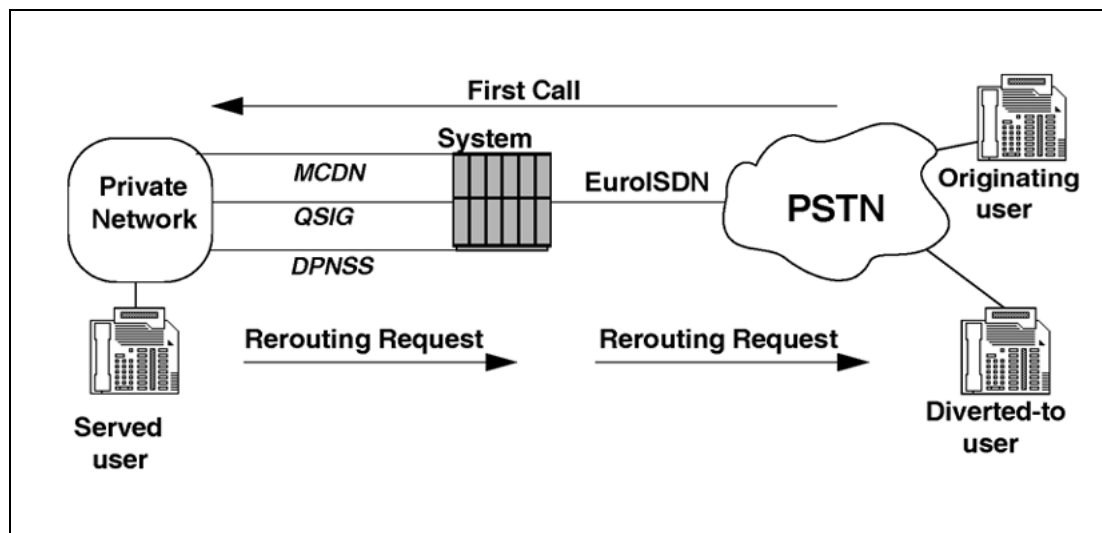 First Call
System
Private
Network
MCDN
QSIG
DPNSS
EuroISDN
PSTN
Originating
user
Rerouting Request
Rerouting Request
Served
user
Diverted-to
user